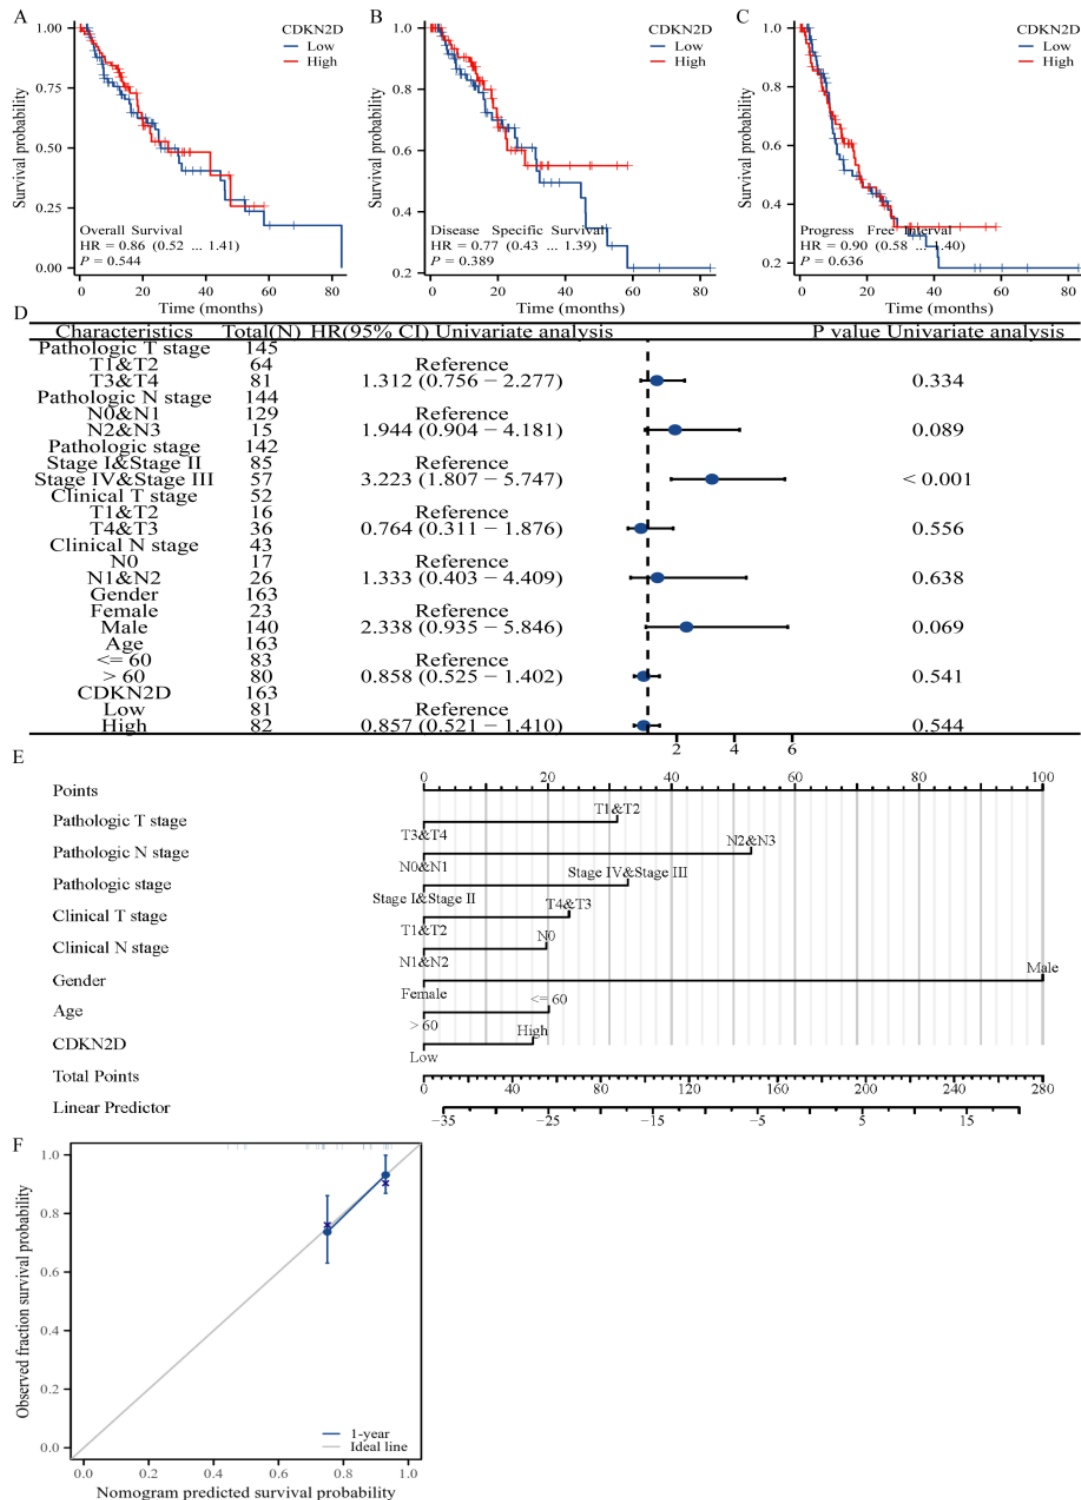 A
B
C
CDKN2D
Low
High
CDKN2D
Low
High
CDKN2D
Low
High
Survival probability
1.00
0.75
0.50
0.25
0.00
Overall Survival
HR = 0.86 (0.52 ... 1.41)
P = 0.544
0 20 40 60 80
Time (months)
Survival probability
1.0
0.8
0.6
0.4
0.2
Disease Specific Survival
HR = 0.77 (0.43 ... 1.39)
P = 0.389
0 20 40 60 80
Time (months)
Survival probability
1.0
0.8
0.6
0.4
0.2
Progress Free Interval
HR = 0.90 (0.58 ... 1.40)
P = 0.636
0 20 40 60 80
Time (months)
D
Characteristics Total(N) HR(95% CI) Univariate analysis P value Univariate analysis
Pathologic T stage 145
T1&T2 64 Reference
T3&T4 81 1.312 (0.756 − 2.277) 0.334
Pathologic N stage 144
N0&N1 129 Reference
N2&N3 15 1.944 (0.904 − 4.181) 0.089
Pathologic stage 142
Stage I&Stage II 85 Reference
Stage IV&Stage III 57 3.223 (1.807 − 5.747) < 0.001
Clinical T stage 52
T1&T2 16 Reference
T4&T3 36 0.764 (0.311 − 1.876) 0.556
Clinical N stage 43
N0 17 Reference
N1&N2 26 1.333 (0.403 − 4.409) 0.638
Gender 163
Female 23 Reference
Male 140 2.338 (0.935 − 5.846) 0.069
Age 163
<= 60 83 Reference
> 60 80 0.858 (0.525 − 1.402) 0.541
CDKN2D 163
Low 81 Reference
High 82 0.857 (0.521 − 1.410) 0.544
2 4 6
E
0 20 40 60 80 100
Points
T1&T2
Pathologic T stage
T3&T4
N2&N3
Pathologic N stage
N0&N1
Stage IV&Stage III
Pathologic stage
Stage I&Stage II
T4&T3
Clinical T stage
T1&T2
N0
Clinical N stage
N1&N2
Male
Gender
Female
<= 60
Age
> 60
High
CDKN2D
Low
Total Points
0 40 80 120 160 200 240 280
Linear Predictor
−35 −25 −15 −5 5 15
F
Observed fraction survival probability
1.0
0.8
0.6
0.4
0.2
0.0
1-year
Ideal line
0.0 0.2 0.4 0.6 0.8 1.0
Nomogram predicted survival probability